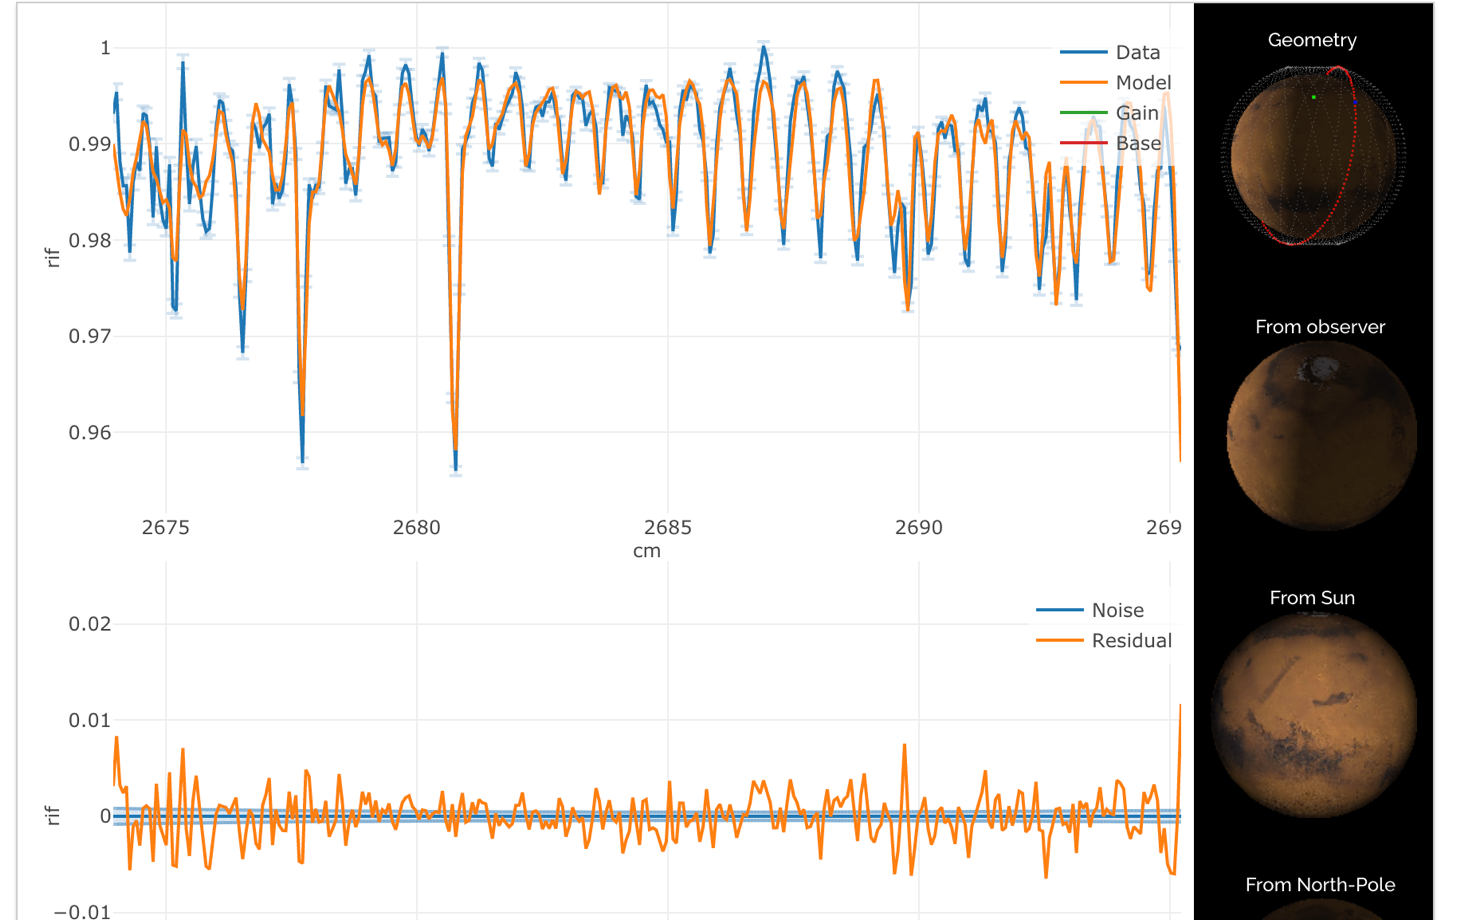 Data
Model
Gain
Base
1
0.99
0.98
0.97
0.96
rif
2675
2680
2685
2690
269
cm
Noise
Residual
0.02
0.01
0
−0.01
rif
Geometry
From observer
From Sun
From North-Pole